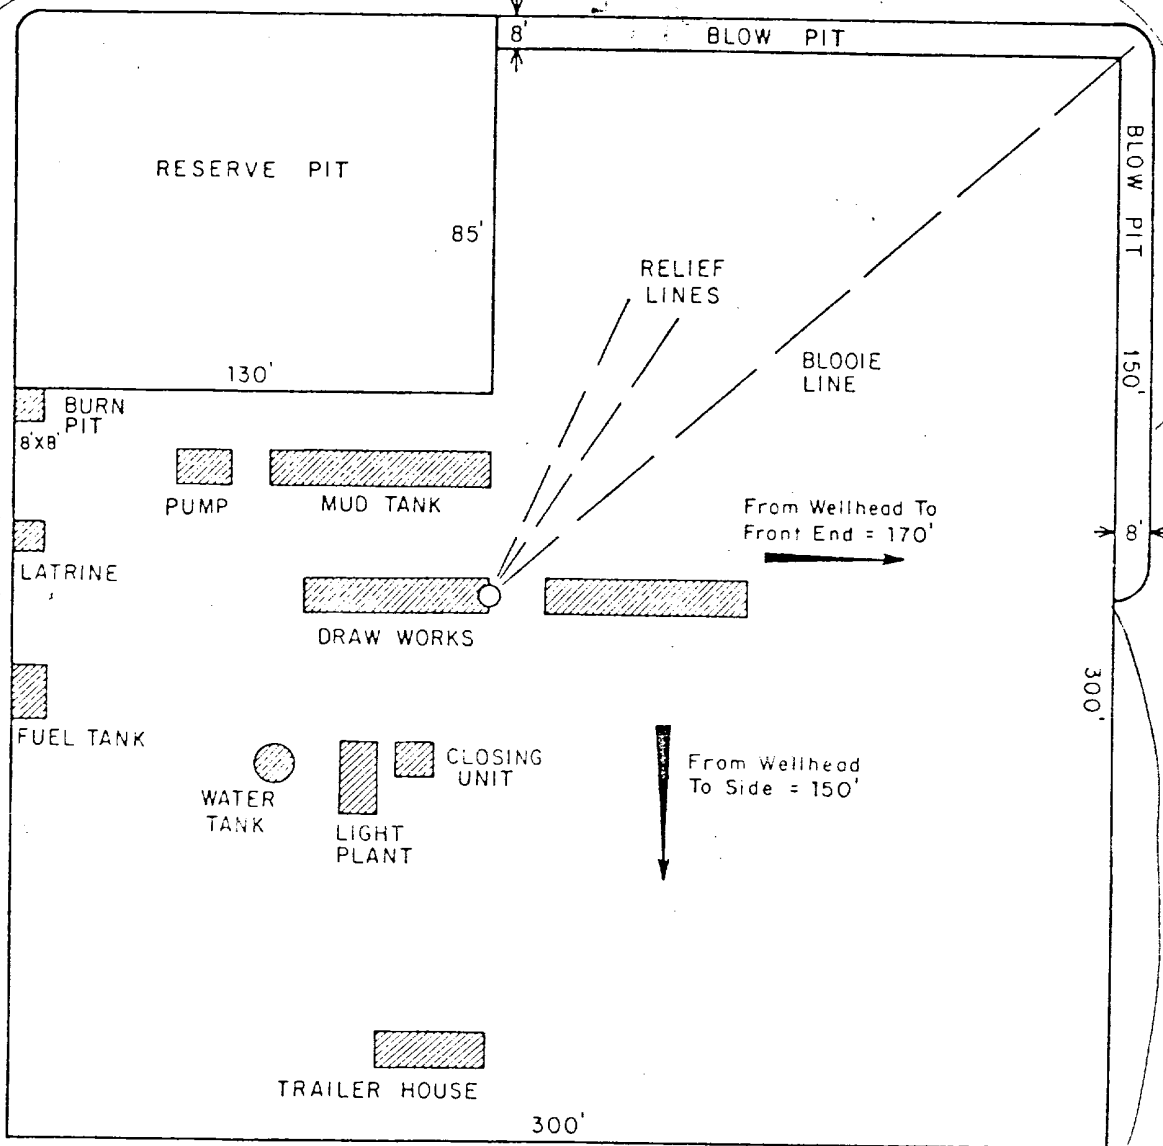 8'
BLOW PIT
RESERVE PIT
BLOW PIT
85'
RELIEF
LINES
130'
BLOOIE
LINE
150'
BURN
PIT
8'X8'
PUMP
MUD TANK
From Wellhead To
Front End = 170'
8'
LATRINE
DRAW WORKS
300'
FUEL TANK
CLOSING
UNIT
From Wellhead
To Side = 150'
WATER
TANK
LIGHT
PLANT
TRAILER HOUSE
300'